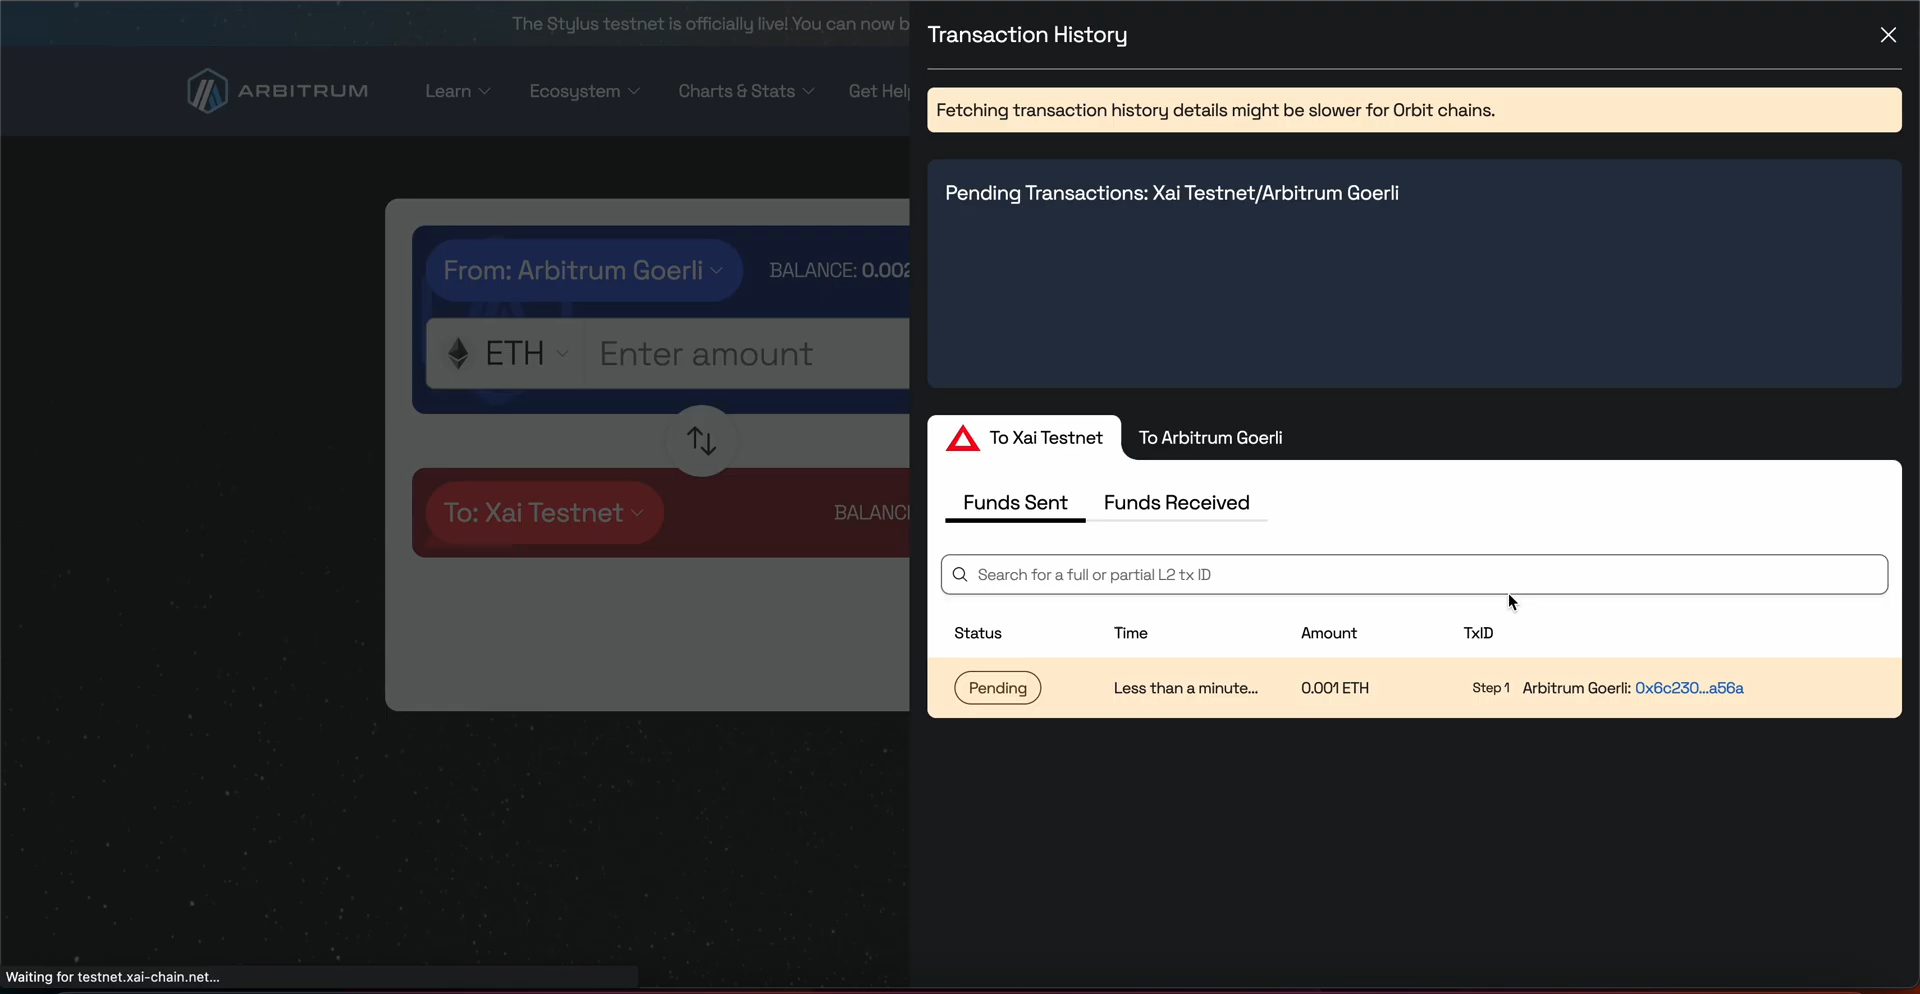 The Stylus testnet is officially live! You can now b
ARBITRUM
Learn
Ecosystem
Charts & Stats
Get Help
From: Arbitrum Goerli
BALANCE: 0.002
ETH
Enter amount
To: Xai Testnet
BALANC
Transaction History
Fetching transaction history details might be slower for Orbit chains.
Pending Transactions: Xai Testnet/Arbitrum Goerli
To Xai Testnet
To Arbitrum Goerli
Funds Sent
Funds Received
Search for a full or partial L2 tx ID
Status Time Amount TxID
Pending Less than a minute... 0.001 ETH Step 1 Arbitrum Goerli: 0x6c230...a56a
Waiting for testnet.xai-chain.net...